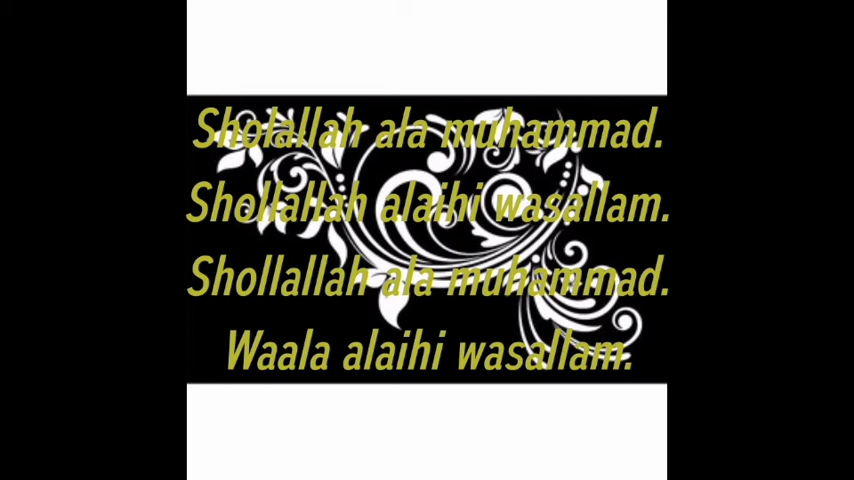 Sholallah ala muhammad.
Shollallah alaihi wasallam.
Shollallah ala muhammad.
Waala alaihi wasallam.